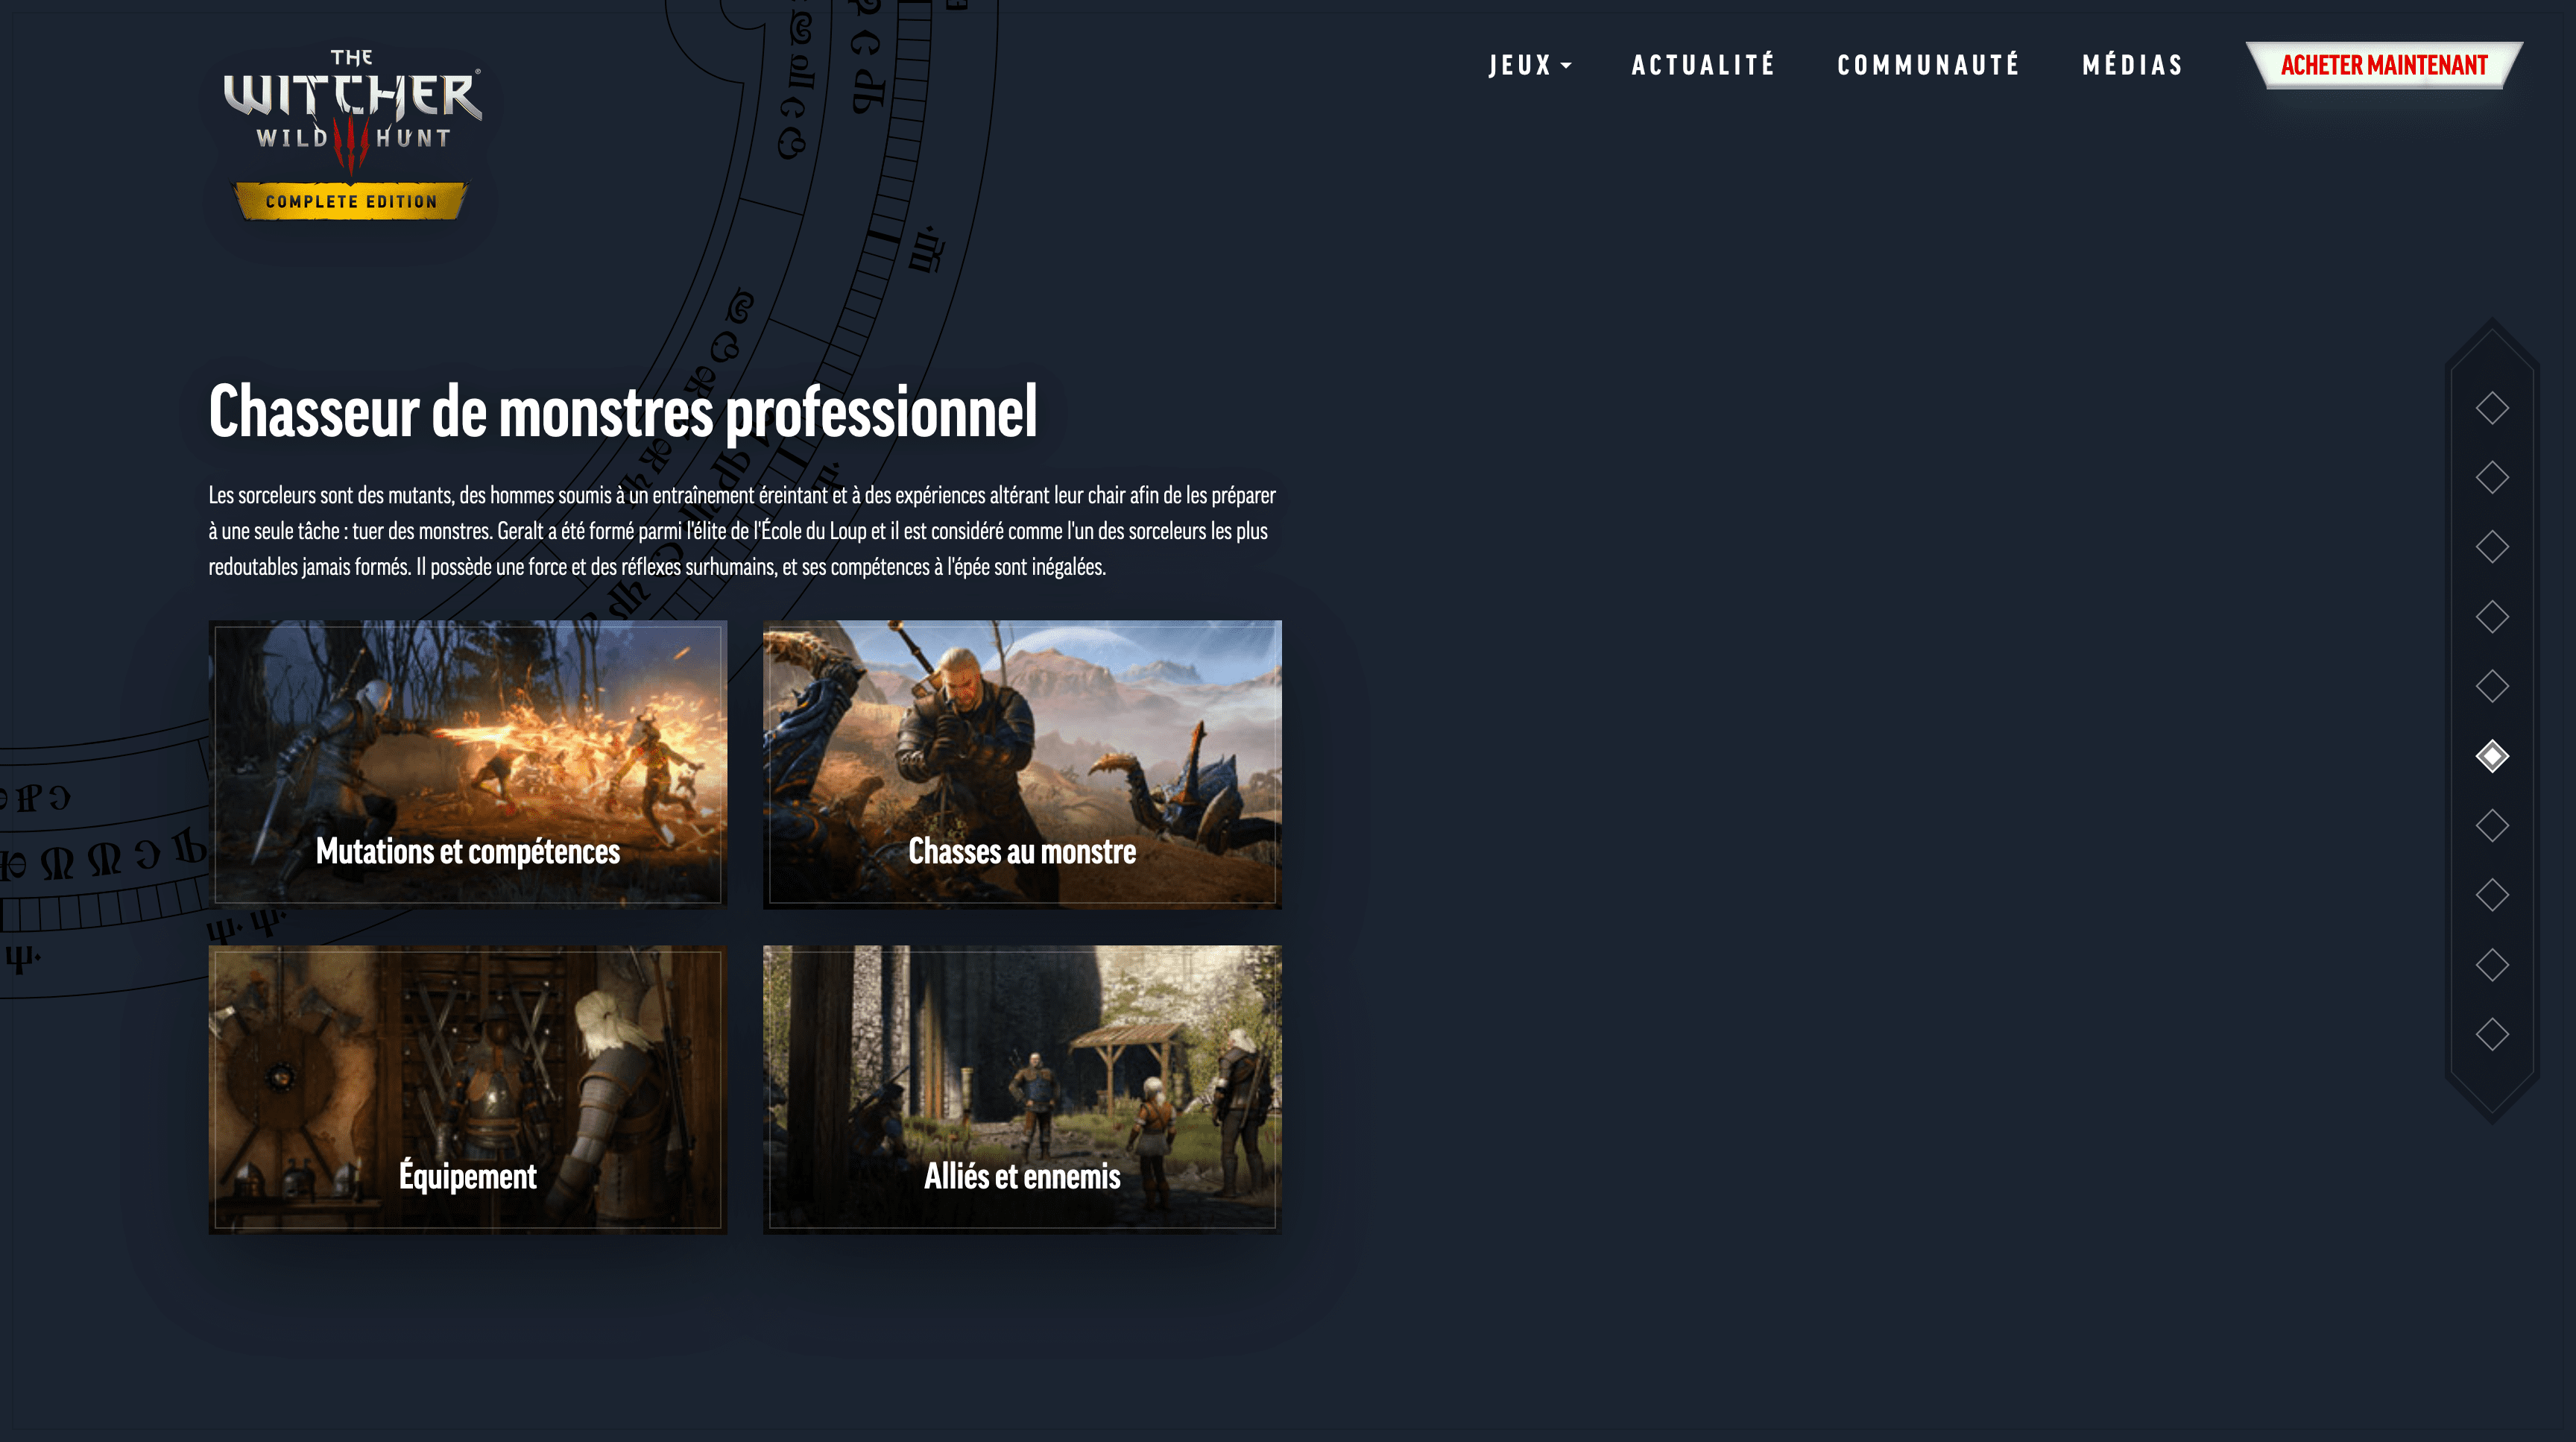 THE
WITCHER
WILD HUNT
COMPLETE EDITION
JEUX
ACTUALITÉ
COMMUNAUTÉ
MÉDIAS
ACHETER MAINTENANT
Chasseur de monstres professionnel
Les sorceleurs sont des mutants, des hommes soumis à un entraînement éreintant et à des expériences altérant leur chair afin de les préparer
à une seule tâche : tuer des monstres. Geralt a été formé parmi l'élite de l'École du Loup et il est considéré comme l'un des sorceleurs les plus
redoutables jamais formés. Il possède une force et des réflexes surhumains, et ses compétences à l'épée sont inégalées.
Mutations et compétences
Chasses au monstre
Équipement
Alliés et ennemis